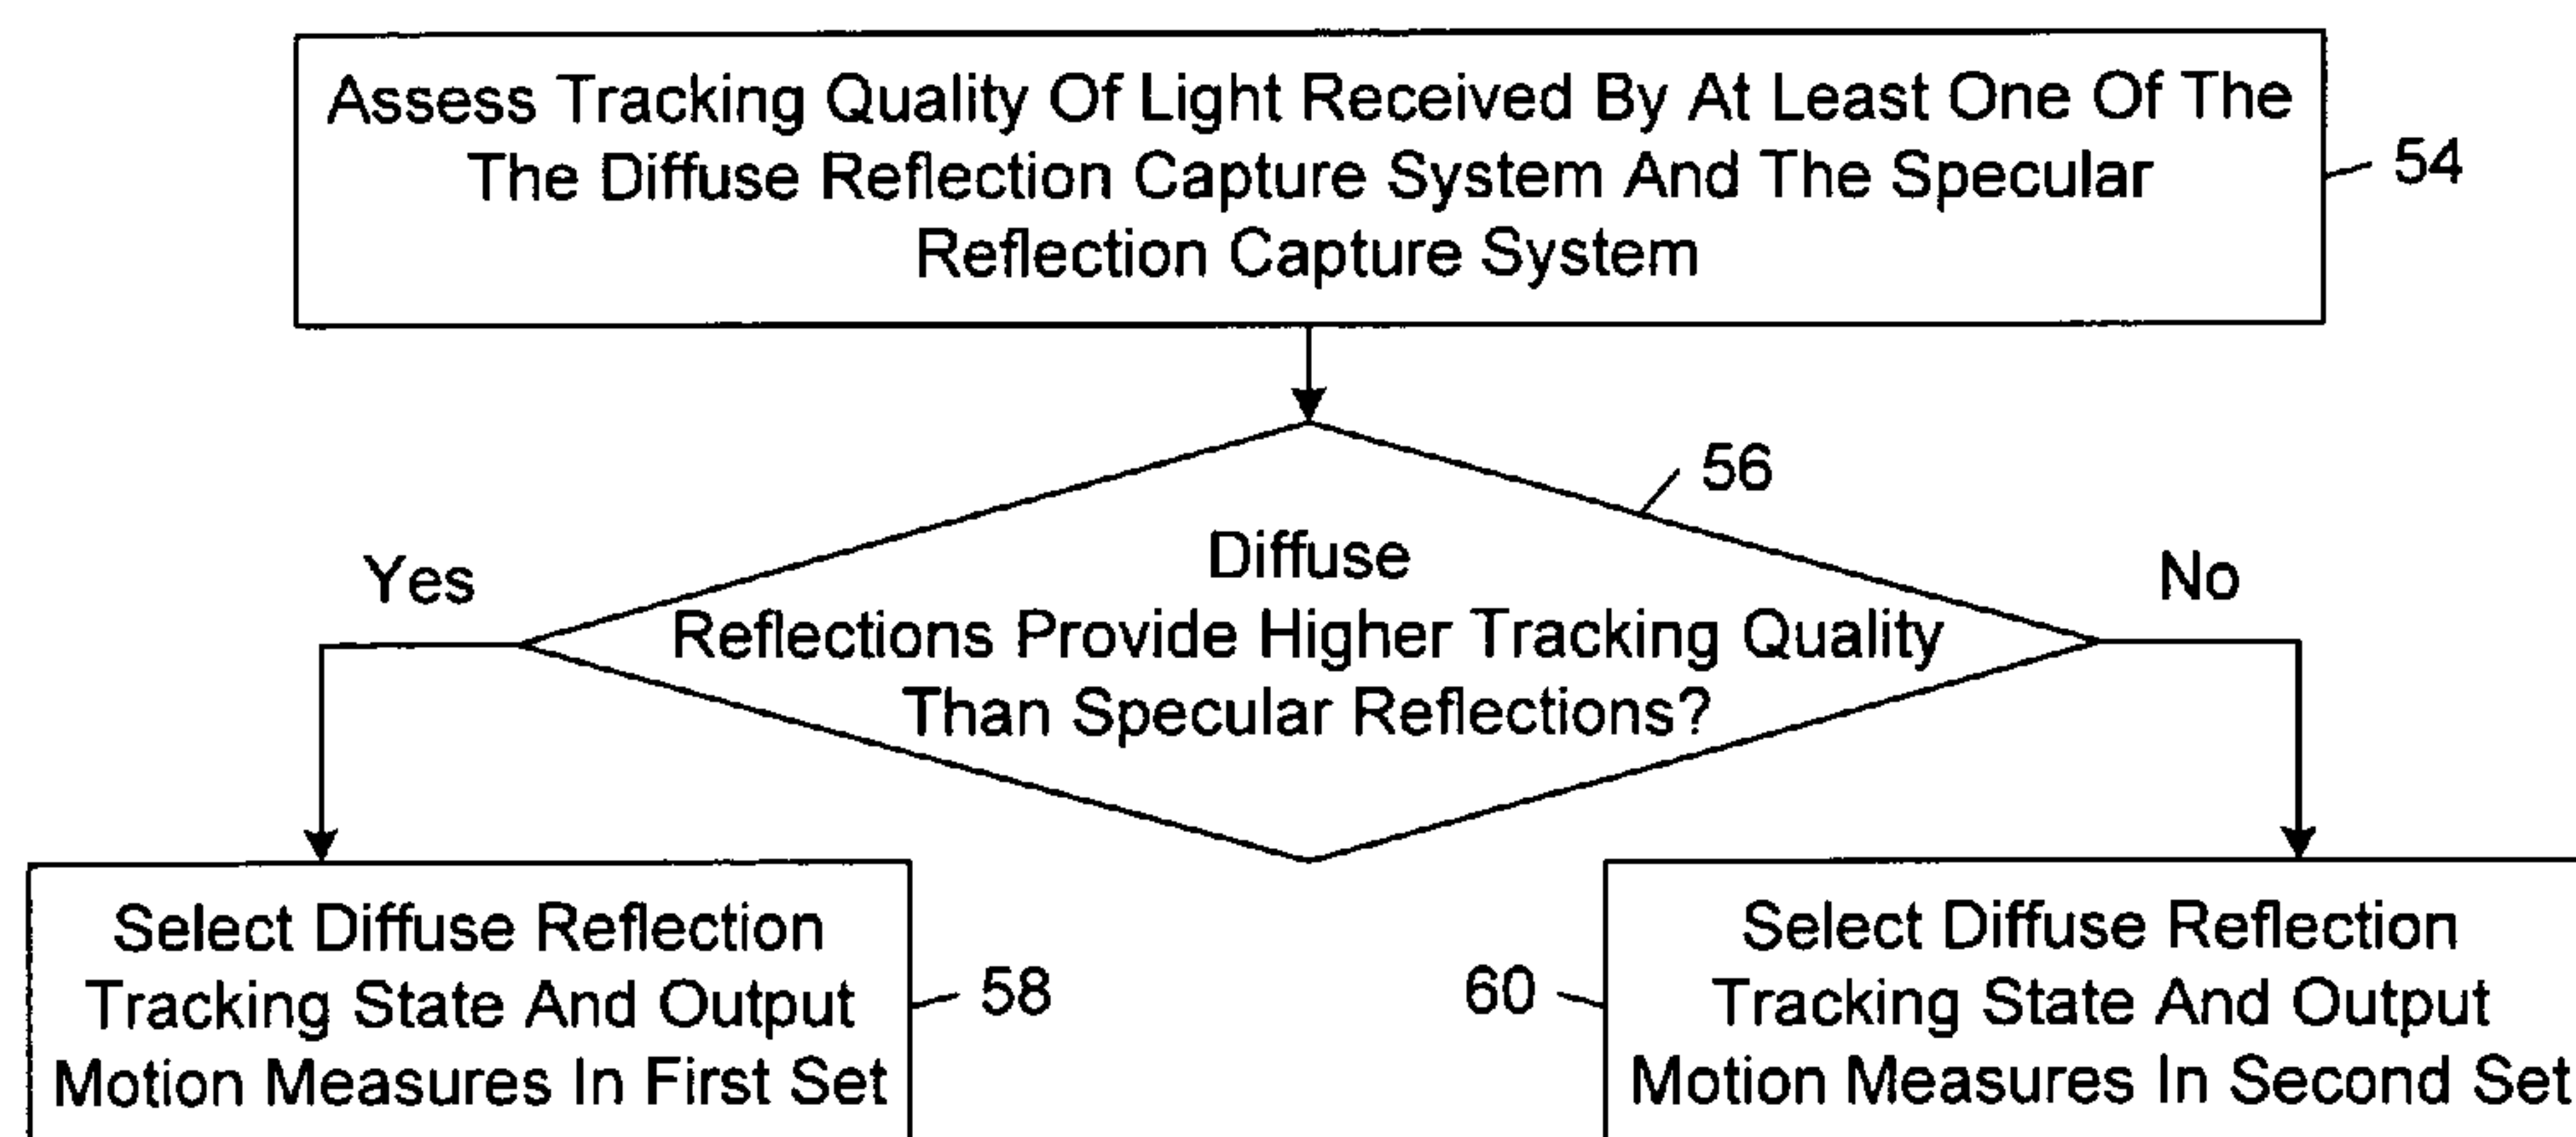 Assess Tracking Quality Of Light Received By At Least One Of The
The Diffuse Reflection Capture System And The Specular
Reflection Capture System
54
56
Diffuse
Reflections Provide Higher Tracking Quality
Than Specular Reflections?
Yes
No
Select Diffuse Reflection
Tracking State And Output
Motion Measures In First Set
58
60
Select Diffuse Reflection
Tracking State And Output
Motion Measures In Second Set